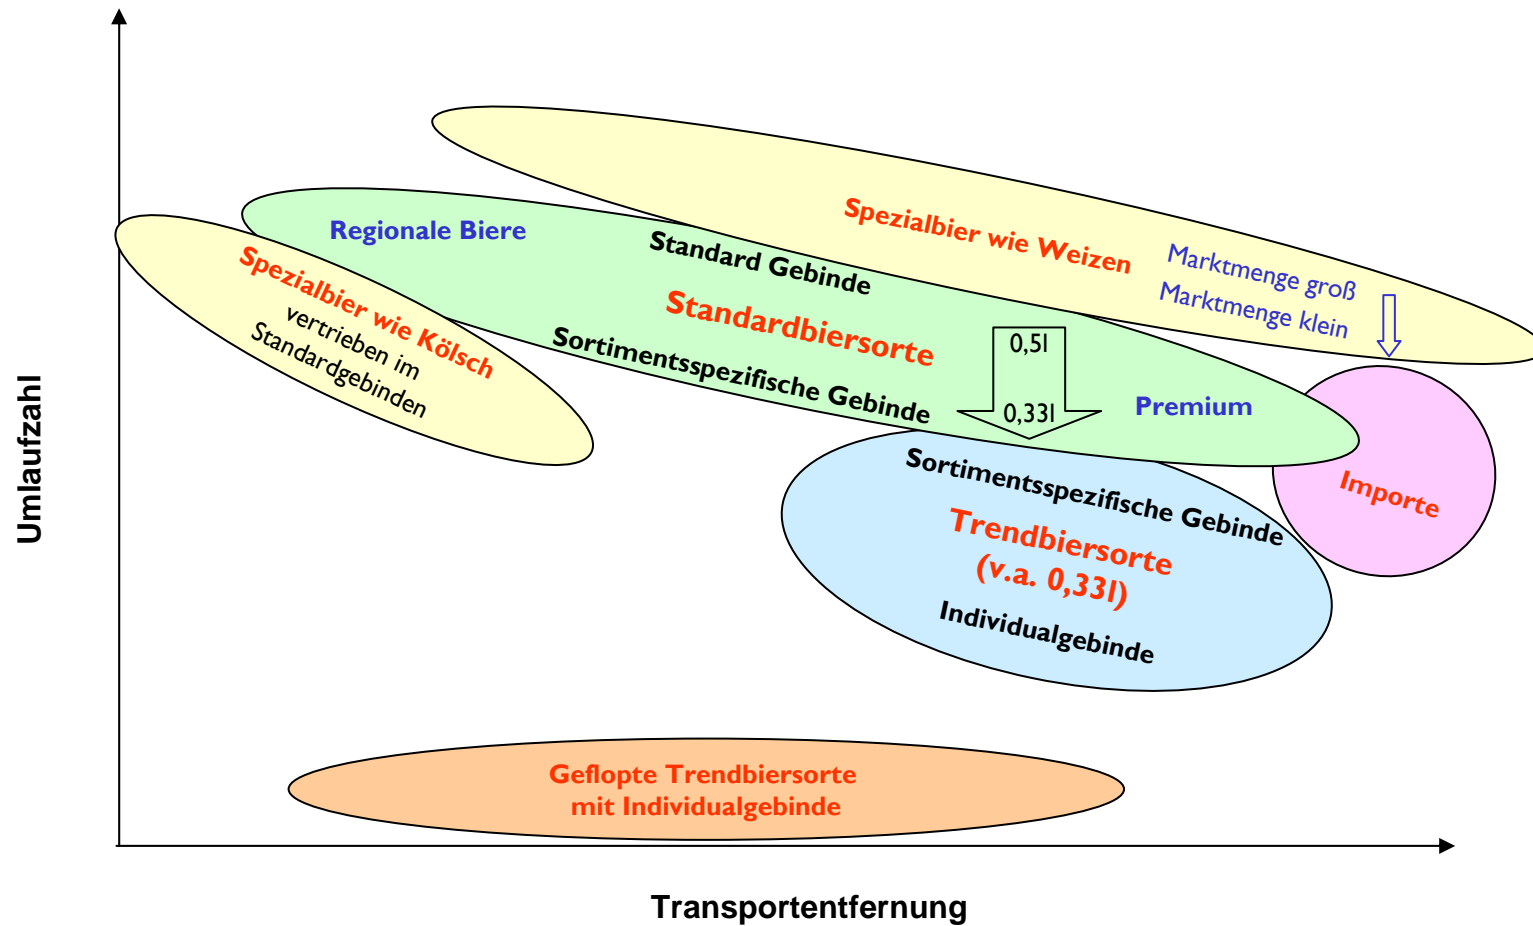 Umlaufzahl
Spezialbier wie Weizen
Marktmenge groß
Marktmenge klein
Regionale Biere
Standard Gebinde
Standardbiersorte
Sortimentsspezifische Gebinde
0,5l
0,33l
Premium
Spezialbier wie Kölsch
vertrieben im
Standardgebinden
Importe
Sortimentsspezifische Gebinde
Trendbiersorte
(v.a. 0,33l)
Individualgebinde
Geflopte Trendbiersorte
mit Individualgebinde
Transportentfernung